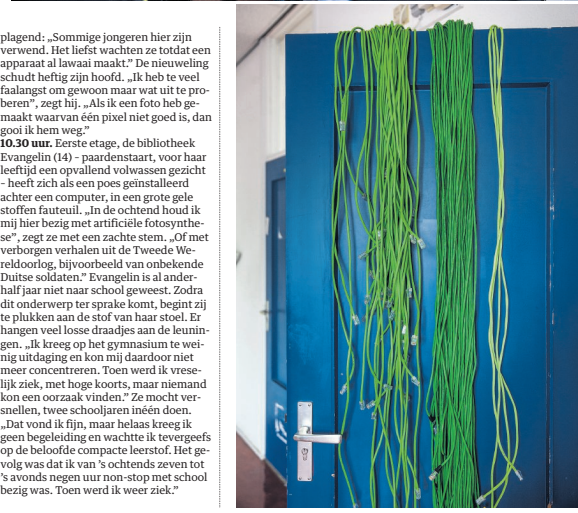 plagend: „Sommige jongeren hier zijn
verwend. Het liefst wachten ze totdat een
apparaat al lawaai maakt.” De nieuweling
schudt heftig zijn hoofd. „Ik heb te veel
faalangst om gewoon maar wat uit te pro-
beren”, zegt hij. „Als ik een foto heb ge-
maakt waarvan één pixel niet goed is, dan
gooi ik hem weg.”
10.30 uur. Eerste etage, de bibliotheek
Evangelin (14) – paardenstaart, voor haar
leeftijd een opvallend volwassen gezicht
– heeft zich als een poes geïnstalleerd
achter een computer, in een grote gele
stoffen fauteuil. „In de ochtend houd ik
mij hier bezig met artificiële fotosynthe-
se”, zegt ze met een zachte stem. „Of met
verborgen verhalen uit de Tweede We-
reldoorlog, bijvoorbeeld van onbekende
Duitse soldaten.” Evangelin is al ander-
half jaar niet naar school geweest. Zodra
dit onderwerp ter sprake komt, begint zij
te plukken aan de stof van haar stoel. Er
hangen veel losse draadjes aan de leunin-
gen. „Ik kreeg op het gymnasium te wei-
nig uitdaging en kon mij daardoor niet
meer concentreren. Toen werd ik vrese-
lijk ziek, met hoge koorts, maar niemand
kon een oorzaak vinden.” Ze mocht ver-
snellen, twee schooljaren inéén doen.
„Dat vond ik fijn, maar helaas kreeg ik
geen begeleiding en wachtte ik tevergeefs
op de beloofde compacte leerstof. Het ge-
volg was dat ik van ’s ochtends zeven tot
’s avonds negen uur non-stop met school
bezig was. Toen werd ik weer ziek.”